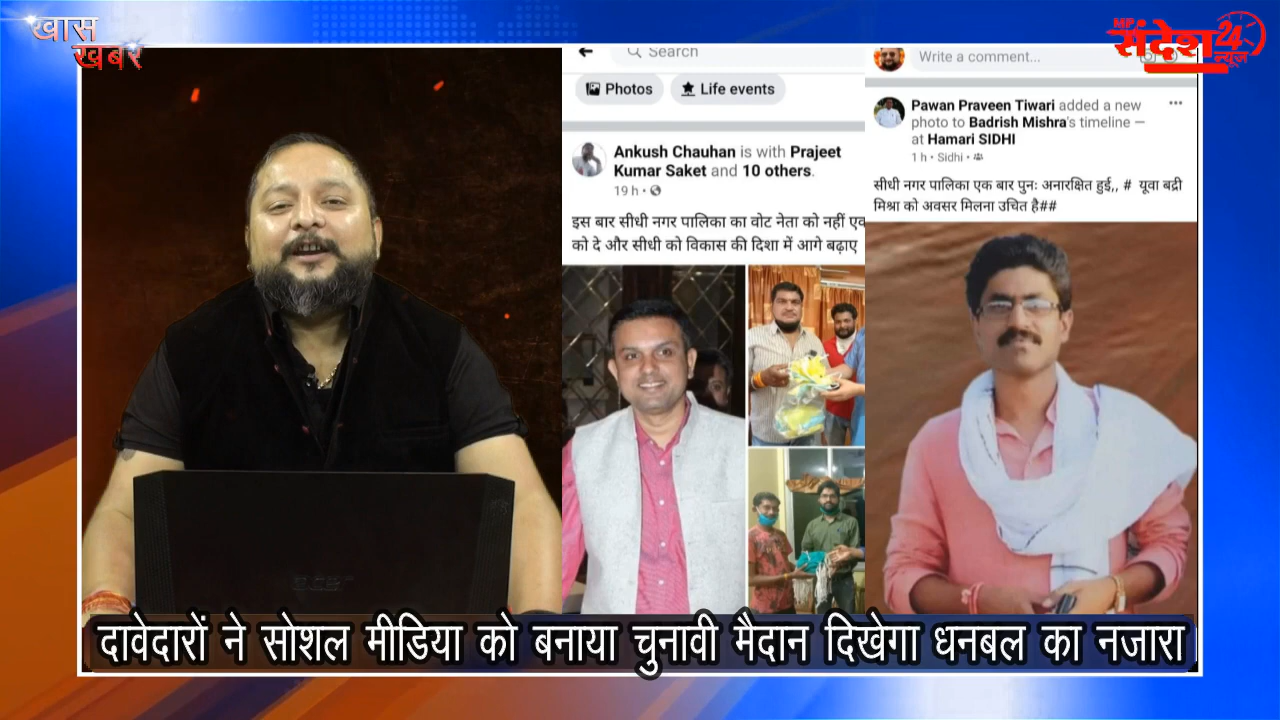 खास
खबर
MP
संदेश 24
न्यूज
Search
Photos
Life events
Ankush Chauhan is with Prajeet
Kumar Saket and 10 others.
19 h
इस बार सीधी नगर पालिका का वोट नेता को नहीं एक
को दे और सीधी को विकास की दिशा में आगे बढ़ाए
Write a comment...
Pawan Praveen Tiwari added a new
photo to Badrish Mishra's timeline —
at Hamari SIDHI
1 h • Sidhi •
सीधी नगर पालिका एक बार पुनः अनारक्षित हुई,, # यूवा बद्री
मिश्रा को अवसर मिलना उचित है##
acer
दावेदारों ने सोशल मीडिया को बनाया चुनावी मैदान दिखेगा धनबल का नजारा